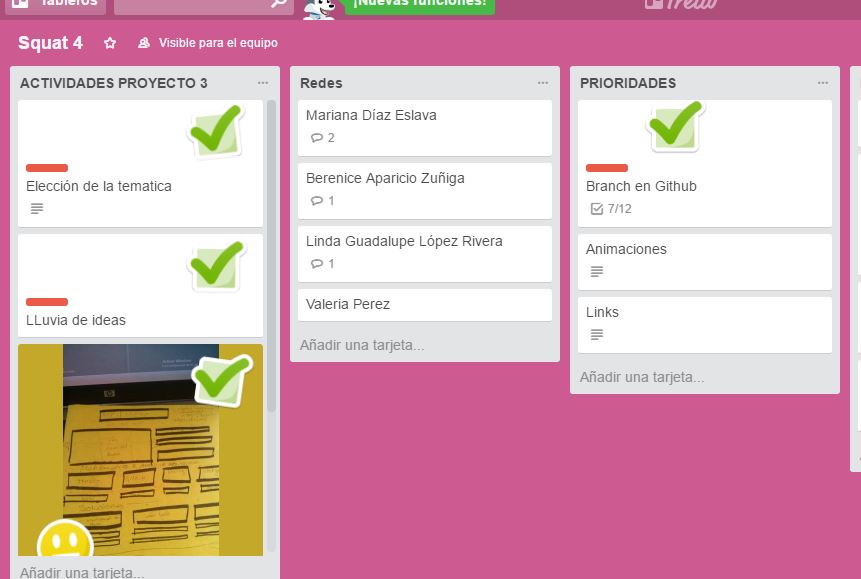 Tableros
¡Nuevas funciones!
Trello
Squat 4
Visible para el equipo
ACTIVIDADES PROYECTO 3
Elección de la tematica
LLuvia de ideas
hp
Añadir una tarjeta...
Redes
Mariana Díaz Eslava
2
Berenice Aparicio Zuñiga
1
Linda Guadalupe López Rivera
1
Valeria Perez
Añadir una tarjeta...
PRIORIDADES
Branch en Github
7/12
Animaciones
Links
Añadir una tarjeta...